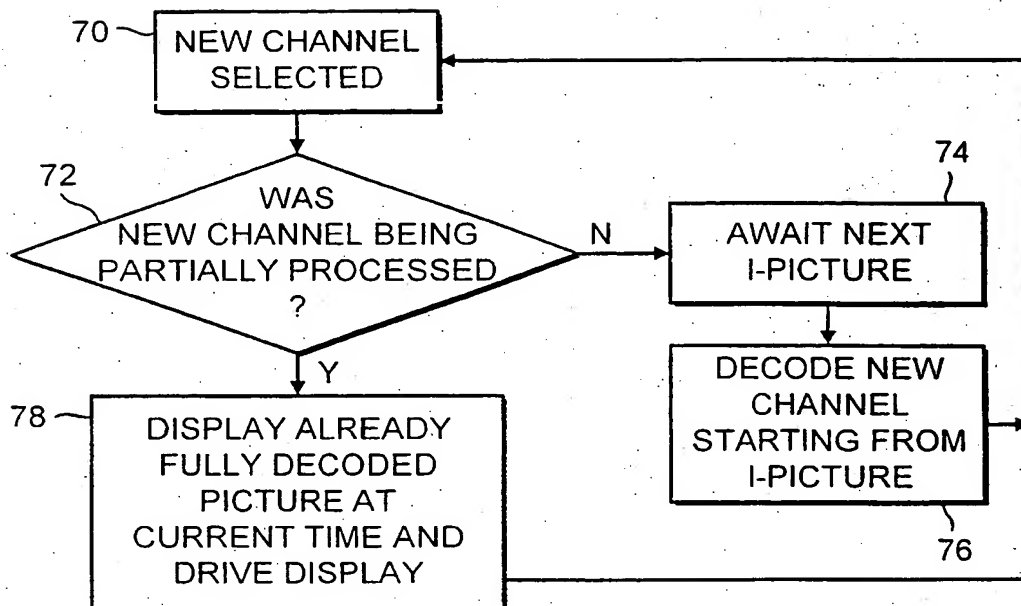 70
NEW CHANNEL
SELECTED
72
WAS
NEW CHANNEL BEING
PARTIALLY PROCESSED
?
N
Y
74
AWAIT NEXT
I-PICTURE
DECODE NEW
CHANNEL
STARTING FROM
I-PICTURE
76
78
DISPLAY ALREADY
FULLY DECODED
PICTURE AT
CURRENT TIME AND
DRIVE DISPLAY